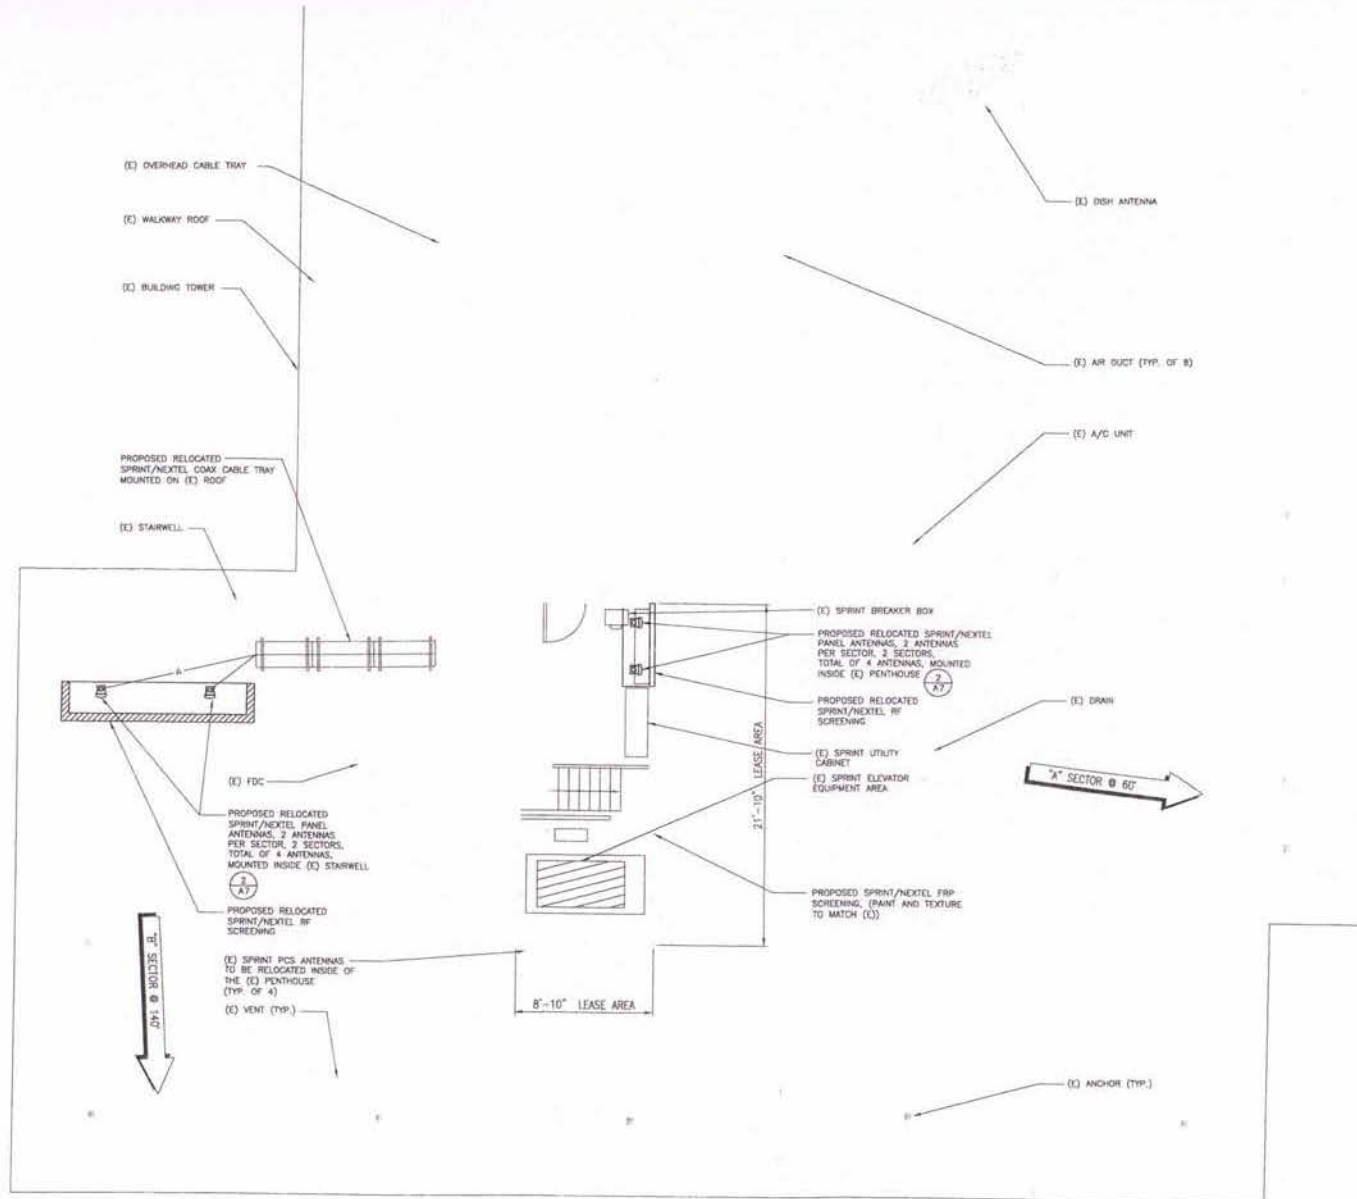 (E) OVERHEAD CABLE TRAY
(E) WALKWAY ROOF
(E) BUILDING TOWER
(E) DISH ANTENNA
(E) AIR DUCT (TYP. OF 8)
(E) A/C UNIT
PROPOSED RELOCATED
SPRINT/NEXTEL COAX CABLE TRAY
MOUNTED ON (E) ROOF
(E) STAIRWELL
(E) SPRINT BREAKER BOX
PROPOSED RELOCATED SPRINT/NEXTEL
PANEL ANTENNAS, 2 ANTENNAS
PER SECTOR, 2 SECTORS,
TOTAL OF 4 ANTENNAS, MOUNTED
INSIDE (E) PENTHOUSE
2
A7
PROPOSED RELOCATED
SPRINT/NEXTEL RF
SCREENING
(E) DRAIN
(E) SPRINT UTILITY
CABINET
(E) SPRINT ELEVATOR
EQUIPMENT AREA
21'-10" LEASE AREA
"A" SECTOR @ 60°
A
(E) FDC
PROPOSED RELOCATED
SPRINT/NEXTEL PANEL
ANTENNAS, 2 ANTENNAS
PER SECTOR, 2 SECTORS,
TOTAL OF 4 ANTENNAS,
MOUNTED INSIDE (E) STAIRWELL
2
A7
PROPOSED RELOCATED
SPRINT/NEXTEL RF
SCREENING
PROPOSED SPRINT/NEXTEL FRP
SCREENING, (PAINT AND TEXTURE
TO MATCH (E))
"B" SECTOR @ 140°
(E) SPRINT PCS ANTENNAS
TO BE RELOCATED INSIDE OF
THE (E) PENTHOUSE
(TYP. OF 4)
(E) VENT (TYP.)
8'-10" LEASE AREA
(E) ANCHOR (TYP.)